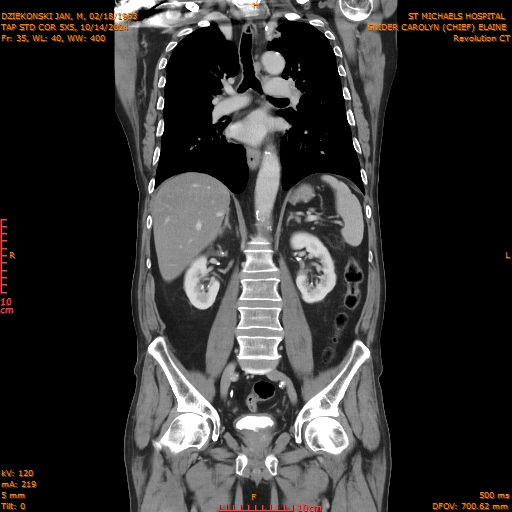 DZIEKONSKI JAN, M, 02/18/1953
TAP STD COR 5X5, 10/14/2024
Fr: 35, WL: 40, WW: 400
ST MICHAELS HOSPITAL
SNIDER CAROLYN (CHIEF) ELAINE
Revolution CT
H
R
L
10
cm
kV: 120
mA: 219
5 mm
Tilt: 0
F
10cm
500 ms
DFOV: 700.62 mm